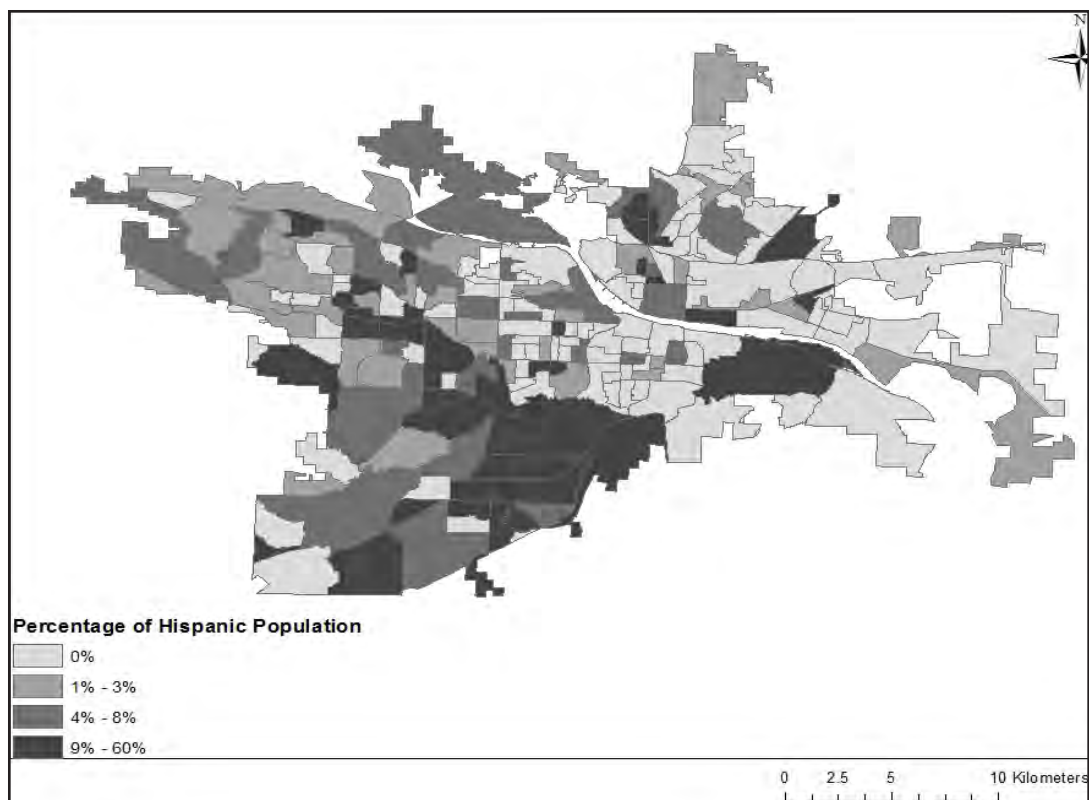 N
Percentage of Hispanic Population
0%
1% - 3%
4% - 8%
9% - 60%
0 2.5 5 10 Kilometers